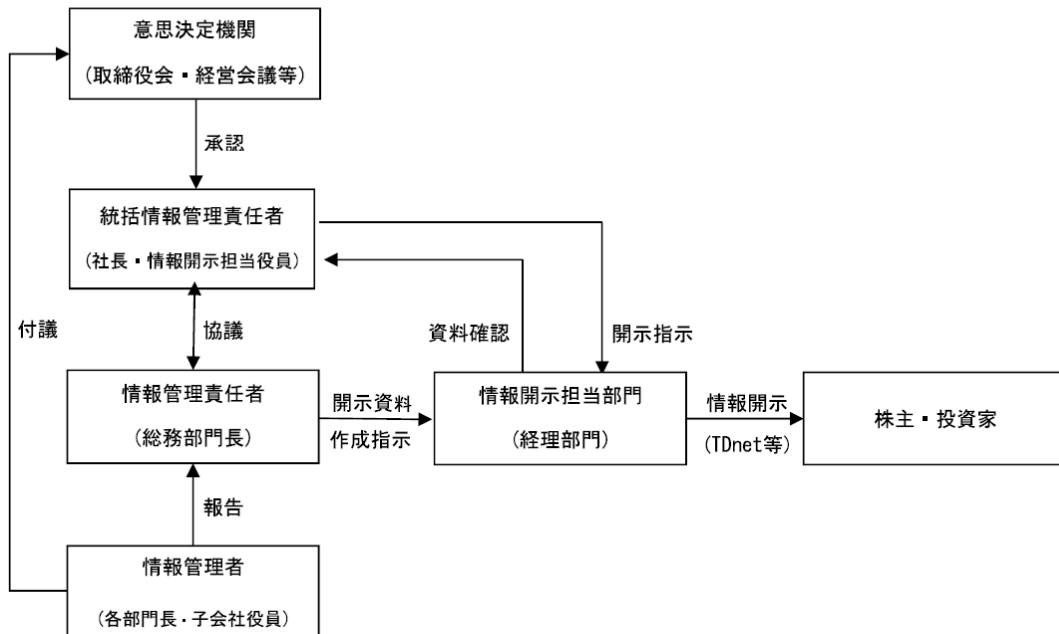 意思決定機関
（取締役会・経営会議等）
承認
統括情報管理責任者
（社長・情報開示担当役員）
付議
協議
資料確認
開示指示
情報管理責任者
（総務部門長）
開示資料
作成指示
情報開示担当部門
（経理部門）
情報開示
(TDnet等)
株主・投資家
報告
情報管理者
（各部門長・子会社役員）